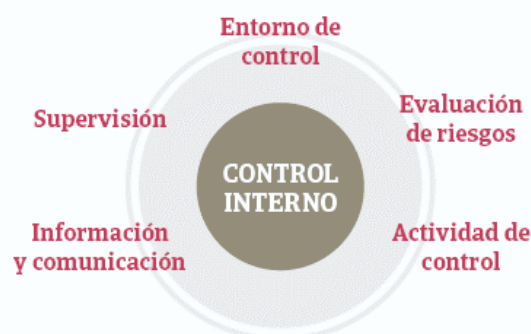 Entorno de
control
Evaluación
de riesgos
Actividad de
control
Información
y comunicación
Supervisión
CONTROL
INTERNO